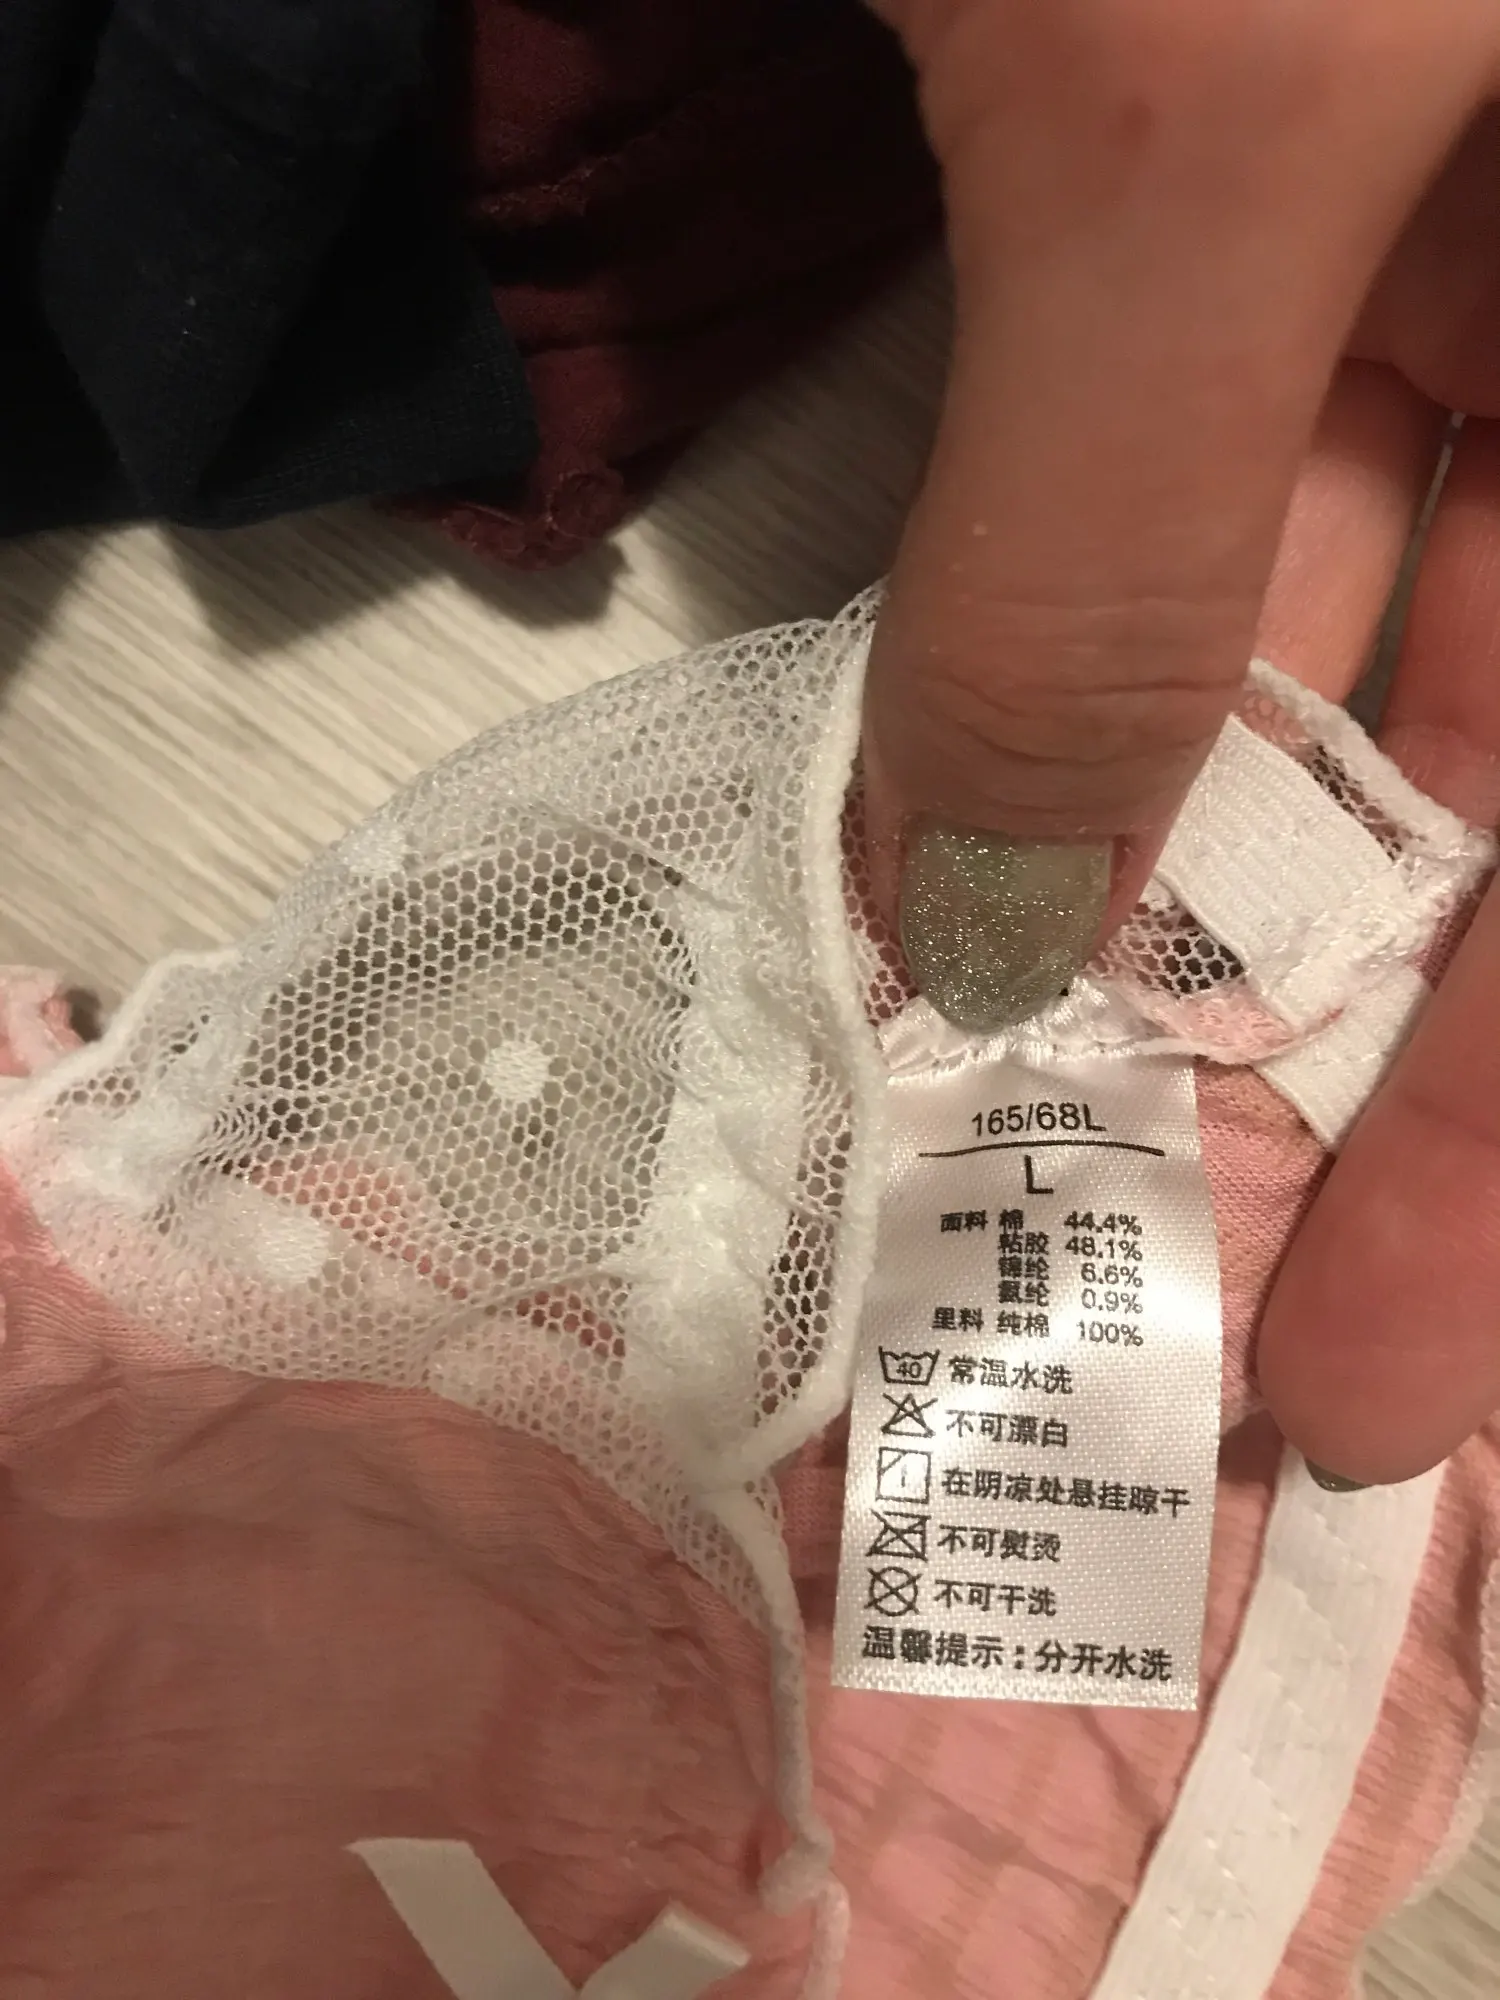 165/68L
L
面料 棉 44.4%
粘胶 48.1%
锦纶 6.6%
氨纶 0.9%
里料 纯棉 100%
40 常温水洗
不可漂白
在阴凉处悬挂晾干
不可熨烫
不可干洗
温馨提示:分开水洗